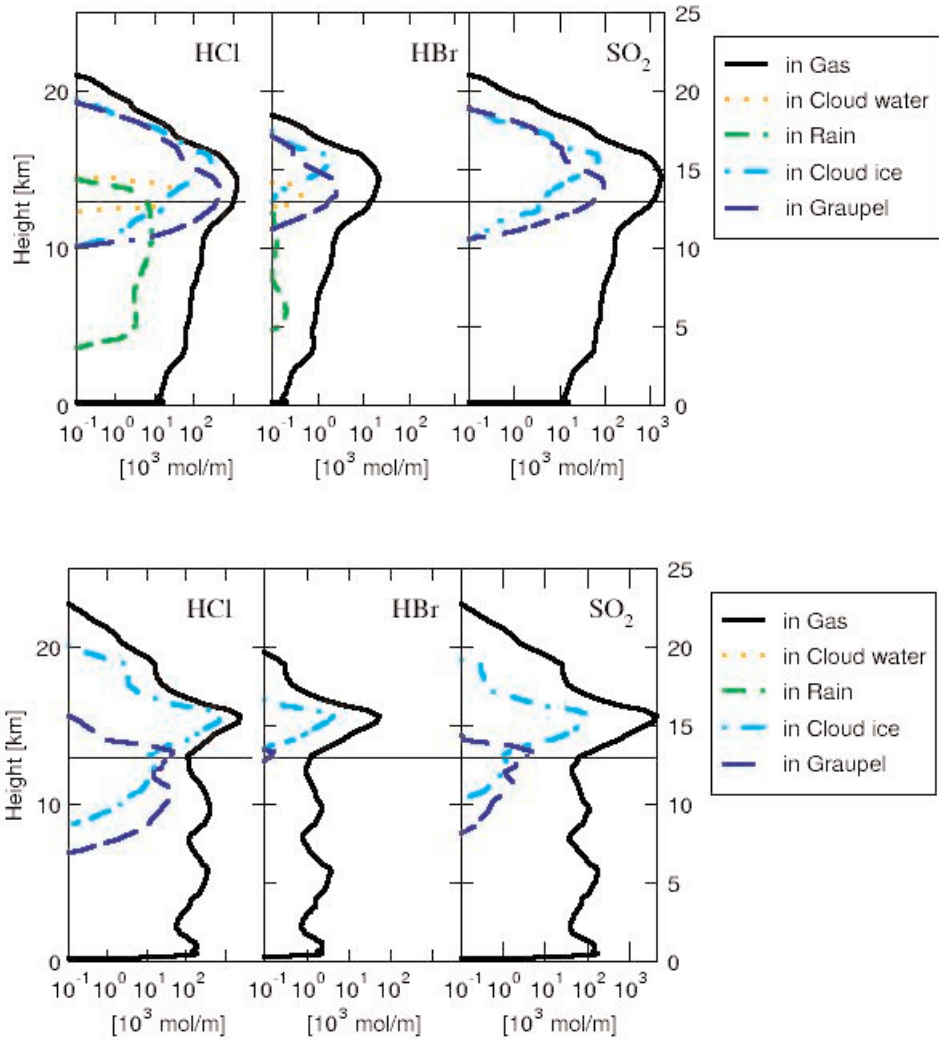 25
HCl
HBr
SO2
20
20
15
Height [km]
10
10
5
0
0
10^-1 10^0 10^1 10^2
10^-1 10^0 10^1 10^2
10^-1 10^0 10^1 10^2 10^3
[10^3 mol/m]
[10^3 mol/m]
[10^3 mol/m]
in Gas
in Cloud water
in Rain
in Cloud ice
in Graupel
25
HCl
HBr
SO2
20
20
15
Height [km]
10
10
5
0
0
10^-1 10^0 10^1 10^2
10^-1 10^0 10^1 10^2
10^-1 10^0 10^1 10^2 10^3
[10^3 mol/m]
[10^3 mol/m]
[10^3 mol/m]
in Gas
in Cloud water
in Rain
in Cloud ice
in Graupel